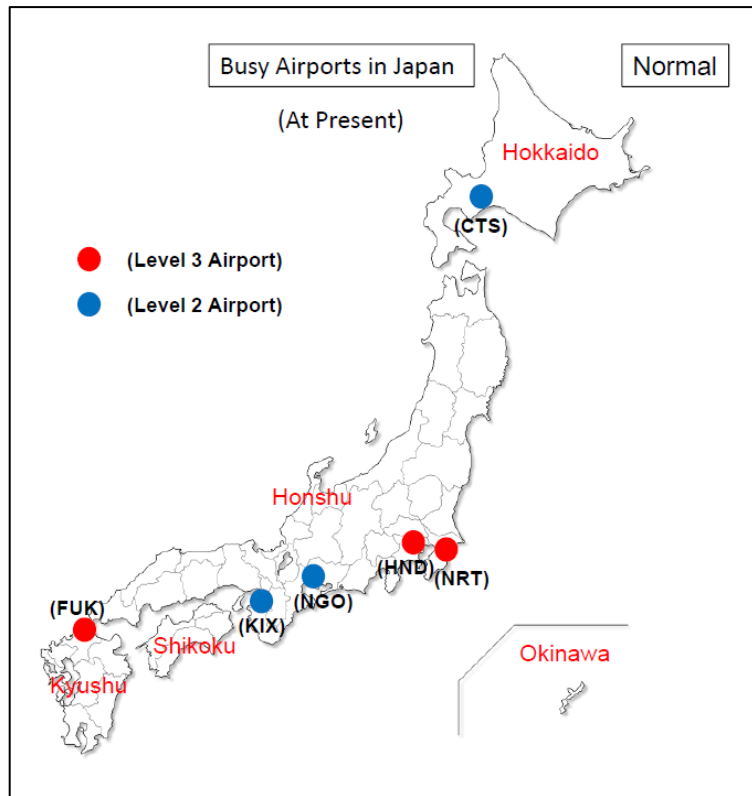 Busy Airports in Japan
Normal
(At Present)
Hokkaido
(CTS)
(Level 3 Airport)
(Level 2 Airport)
Honshu
(HND)
(NRT)
(NGO)
(FUK)
(KIX)
Shikoku
Okinawa
Kyushu